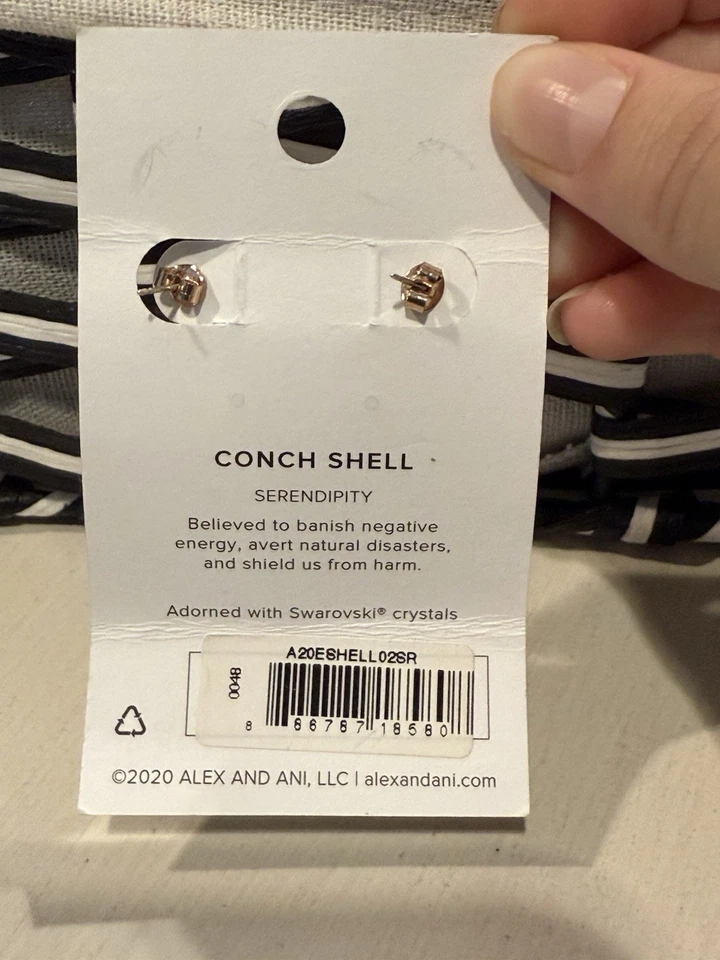 CONCH SHELL
SERENDIPITY
Believed to banish negative
energy, avert natural disasters,
and shield us from harm.
Adorned with Swarovski® crystals
A20ESHELL02SR
0048
8 86787 18580
©2020 ALEX AND ANI, LLC | alexandani.com